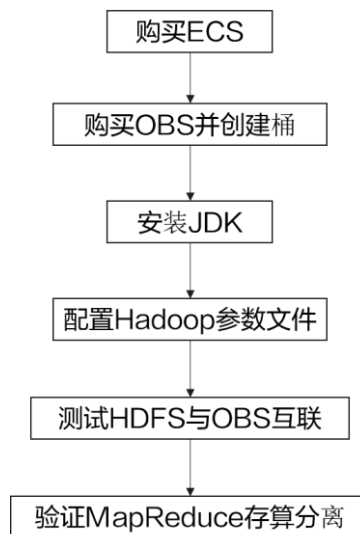 购买ECS
购买OBS并创建桶
安装JDK
配置Hadoop参数文件
测试HDFS与OBS互联
验证MapReduce存算分离